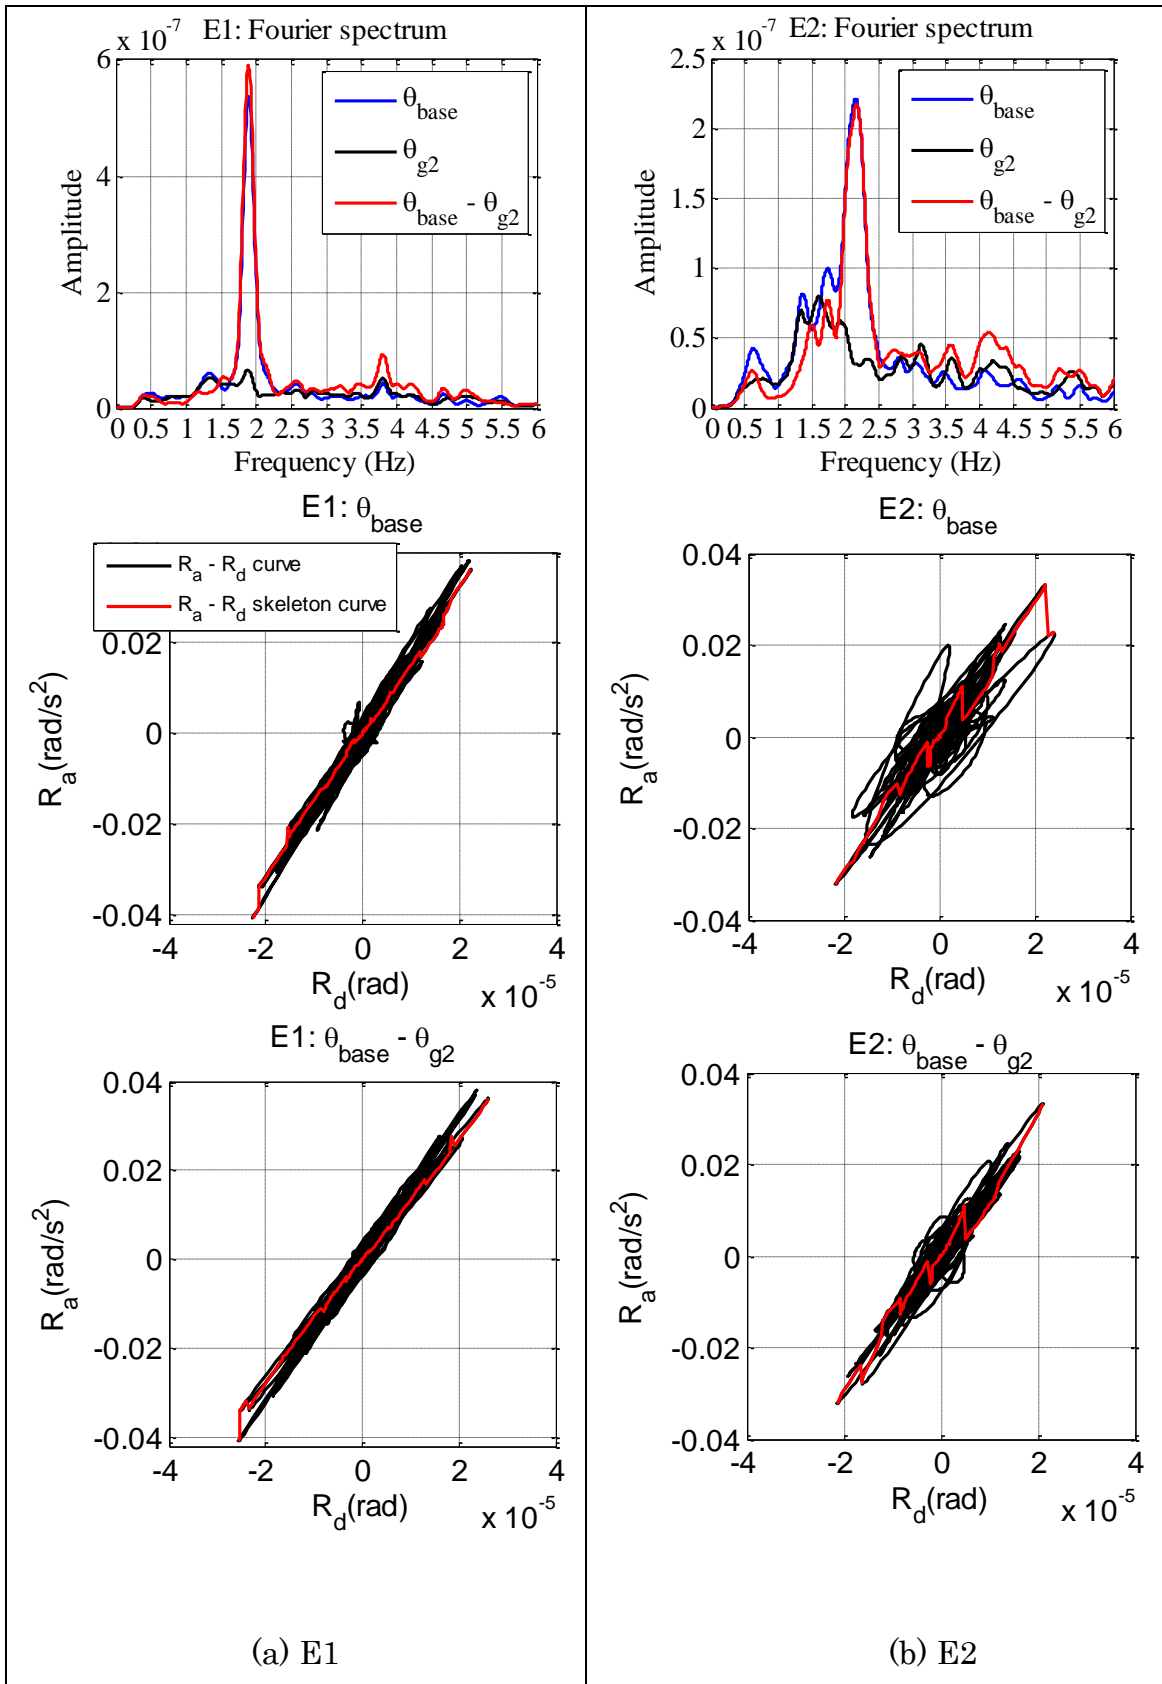 x 10-7
E1: Fourier spectrum
6
4
2
0
Amplitude
θbase
θg2
θbase - θg2
0 0.5 1 1.5 2 2.5 3 3.5 4 4.5 5 5.5 6
Frequency (Hz)
E1: θbase
Ra - Rd curve
Ra - Rd skeleton curve
0.02
0
-0.02
-0.04
Ra(rad/s2)
-4 -2 0 2 4
Rd(rad)
x 10-5
E1: θbase - θg2
0.04
0.02
0
-0.02
-0.04
Ra(rad/s2)
-4 -2 0 2 4
Rd(rad)
x 10-5
(a) E1
x 10-7
E2: Fourier spectrum
2.5
2
1.5
1
0.5
0
Amplitude
θbase
θg2
θbase - θg2
0 0.5 1 1.5 2 2.5 3 3.5 4 4.5 5 5.5 6
Frequency (Hz)
E2: θbase
0.04
0.02
0
-0.02
-0.04
Ra(rad/s2)
-4 -2 0 2 4
Rd(rad)
x 10-5
E2: θbase - θg2
0.04
0.02
0
-0.02
-0.04
Ra(rad/s2)
-4 -2 0 2 4
Rd(rad)
x 10-5
(b) E2